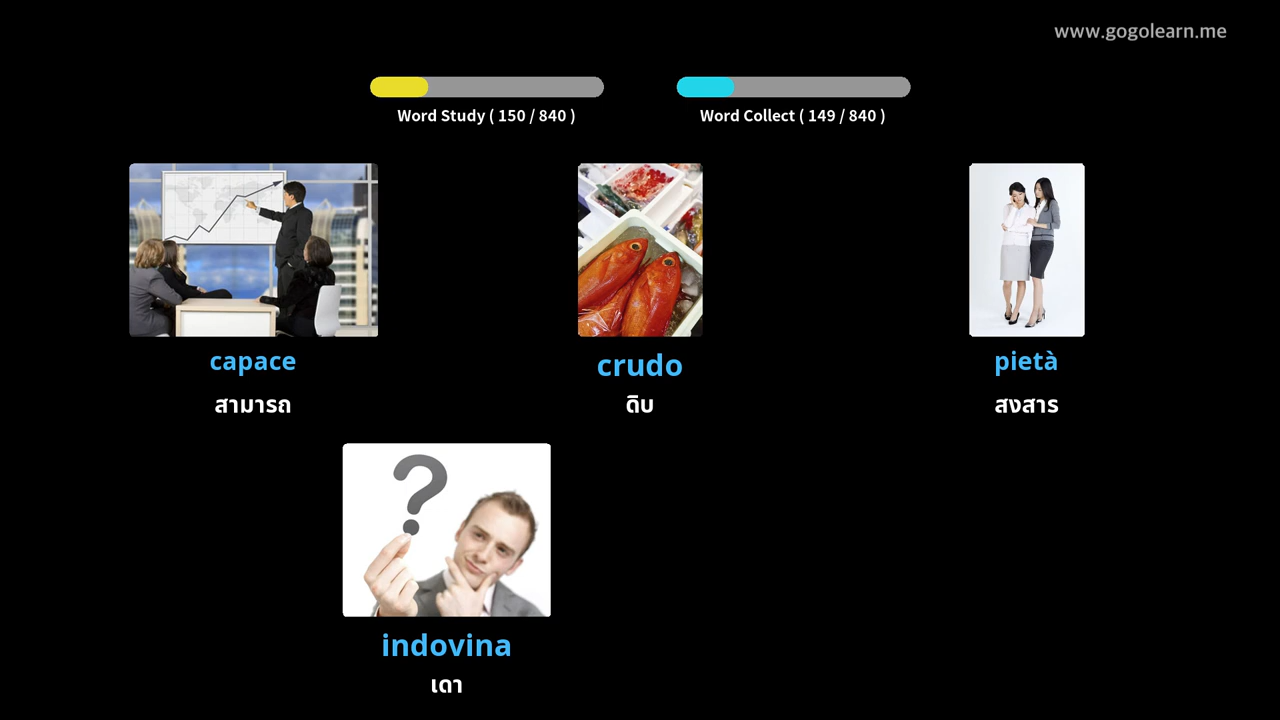 www.gogolearn.me
Word Study ( 150 / 840 )
Word Collect ( 149 / 840 )
capace
สามารถ
crudo
ดิบ
pietà
สงสาร
indovina
เดา